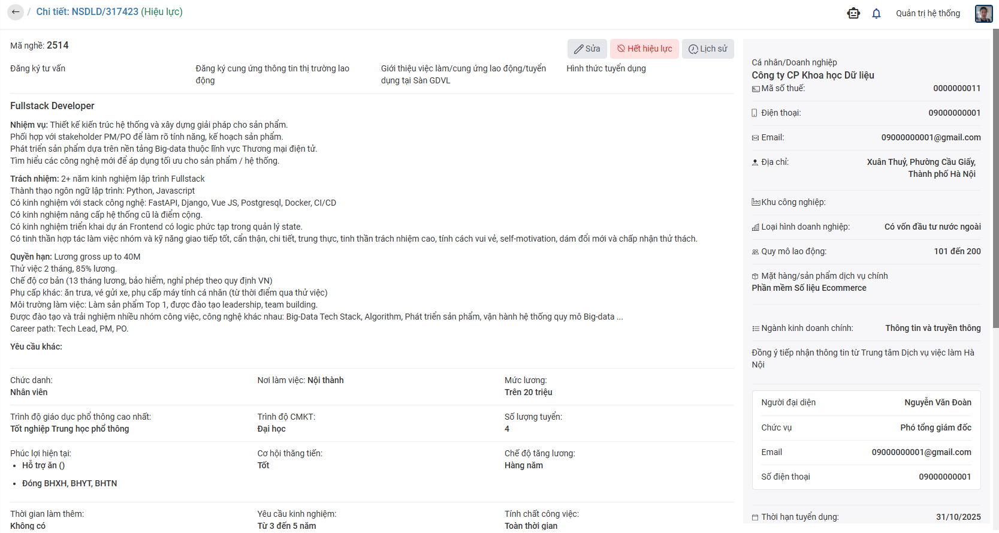 / Chi tiết: NSDLD/317423 (Hiệu lực)
Quản trị hệ thống
Mã nghề: 2514
Sửa
Hết hiệu lực
Lịch sử
Đăng ký tư vấn
Đăng ký cung ứng thông tin thị trường lao
động
Giới thiệu việc làm/cung ứng lao động/tuyển
dụng tại Sàn GDVL
Hình thức tuyển dụng
Fullstack Developer
Nhiệm vụ: Thiết kế kiến trúc hệ thống và xây dựng giải pháp cho sản phẩm.
Phối hợp với stakeholder PM/PO để làm rõ tính năng, kế hoạch sản phẩm.
Phát triển sản phẩm dựa trên nền tảng Big-data thuộc lĩnh vực Thương mại điện tử.
Tìm hiểu các công nghệ mới để áp dụng tối ưu cho sản phẩm / hệ thống.
Trách nhiệm: 2+ năm kinh nghiệm lập trình Fullstack
Thành thạo ngôn ngữ lập trình: Python, Javascript
Có kinh nghiệm với stack công nghệ: FastAPI, Django, Vue JS, Postgresql, Docker, CI/CD
Có kinh nghiệm nâng cấp hệ thống cũ là điểm cộng.
Có kinh nghiệm triển khai dự án Frontend có logic phức tạp trong quản lý state.
Có tinh thần hợp tác làm việc nhóm và kỹ năng giao tiếp tốt, cẩn thận, chi tiết, trung thực, tinh thần trách nhiệm cao, tính cách vui vẻ, self-motivation, dám đổi mới và chấp nhận thử thách.
Quyền hạn: Lương gross up to 40M
Thử việc 2 tháng, 85% lương.
Chế độ cơ bản (13 tháng lương, bảo hiểm, nghỉ phép theo quy định VN)
Phụ cấp khác: ăn trưa, vé gửi xe, phụ cấp máy tính cá nhân (từ thời điểm qua thử việc)
Môi trường làm việc: Làm sản phẩm Top 1, được đào tạo leadership, team building.
Được đào tạo và trải nghiệm nhiều nhóm công việc, công nghệ khác nhau: Big-Data Tech Stack, Algorithm, Phát triển sản phẩm, vận hành hệ thống quy mô Big-data ...
Career path: Tech Lead, PM, PO.
Yêu cầu khác:
Chức danh:
Nhân viên
Nơi làm việc: Nội thành
Mức lương:
Trên 20 triệu
Trình độ giáo dục phổ thông cao nhất:
Tốt nghiệp Trung học phổ thông
Trình độ CMKT:
Đại học
Số lượng tuyển:
4
Phúc lợi hiện tại:
• Hỗ trợ ăn ()
• Đóng BHXH, BHYT, BHTN
Cơ hội thăng tiến:
Tốt
Chế độ tăng lương:
Hàng năm
Thời gian làm thêm:
Không có
Yêu cầu kinh nghiệm:
Từ 3 đến 5 năm
Tính chất công việc:
Toàn thời gian
Cá nhân/Doanh nghiệp
Công ty CP Khoa học Dữ liệu
Mã số thuế: 0000000011
Điện thoại: 09000000001
Email: 09000000001@gmail.com
Địa chỉ: Xuân Thuỷ, Phường Cầu Giấy,
Thành phố Hà Nội
Khu công nghiệp:
Loại hình doanh nghiệp: Có vốn đầu tư nước ngoài
Quy mô lao động: 101 đến 200
Mặt hàng/sản phẩm dịch vụ chính
Phần mềm Số liệu Ecommerce
Ngành kinh doanh chính: Thông tin và truyền thông
Đồng ý tiếp nhận thông tin từ Trung tâm Dịch vụ việc làm Hà
Nội
Người đại diện Nguyễn Văn Đoàn
Chức vụ Phó tổng giám đốc
Email 09000000001@gmail.com
Số điện thoại 09000000001
Thời hạn tuyển dụng: 31/10/2025